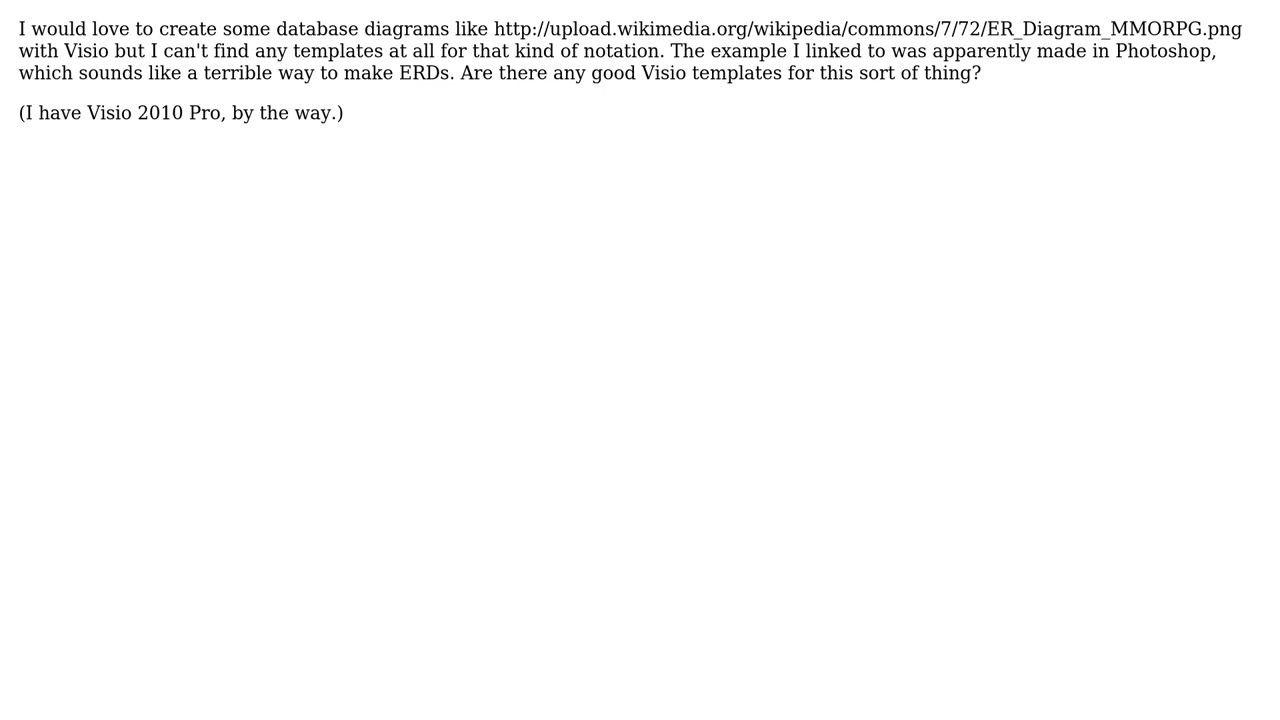 I would love to create some database diagrams like http://upload.wikimedia.org/wikipedia/commons/7/72/ER_Diagram_MMORPG.png
with Visio but I can't find any templates at all for that kind of notation. The example I linked to was apparently made in Photoshop,
which sounds like a terrible way to make ERDs. Are there any good Visio templates for this sort of thing?
(I have Visio 2010 Pro, by the way.)